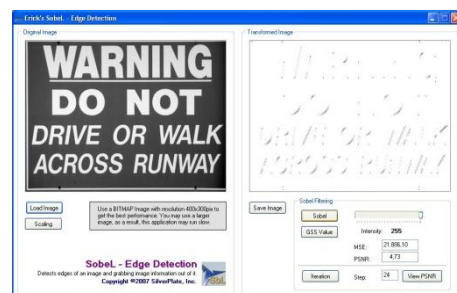 Erick's SobeL - Edge Detection
Original Image
WARNING
DO NOT
DRIVE OR WALK
ACROSS RUNWAY
Load Image
Scaling
Use a BITMAP Image with resolution 400x300pix to
get the best performance. You may use a larger
image, as a result, this application may run slow.
SobeL - Edge Detection
Detects edges of an image and grabbing image information out of it
Copyright ©2007 SilverPlate, Inc.
Transformed Image
Save Image
Sobel Filtering
Sobel
GSS Value
Intensity: 255
MSE: 21.886,10
PSNR: 4,73
Iteration
Step: 24
View PSNR